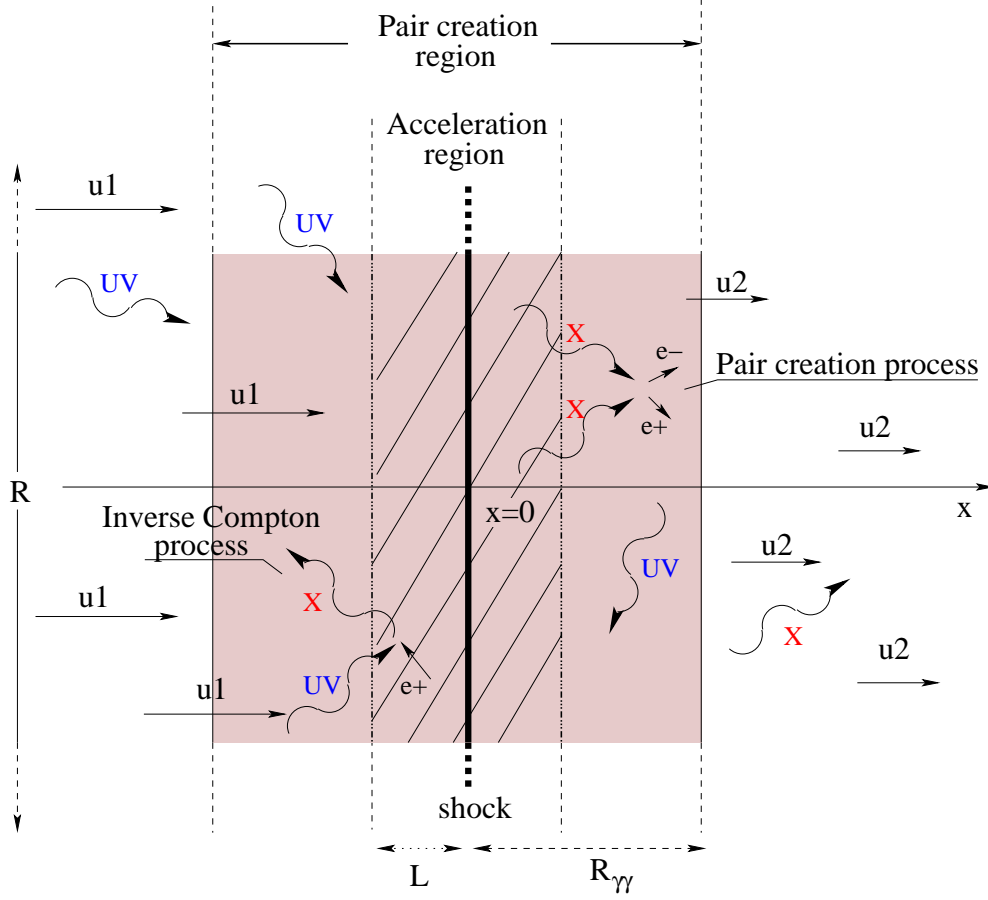 Pair creation
region
Acceleration
region
u1
UV
UV
u2
X
e−
Pair creation process
u1
X
e+
u2
R
x=0
x
Inverse Compton
process
u2
UV
u1
X
X
u2
u1
UV
e+
shock
L
Rγγ